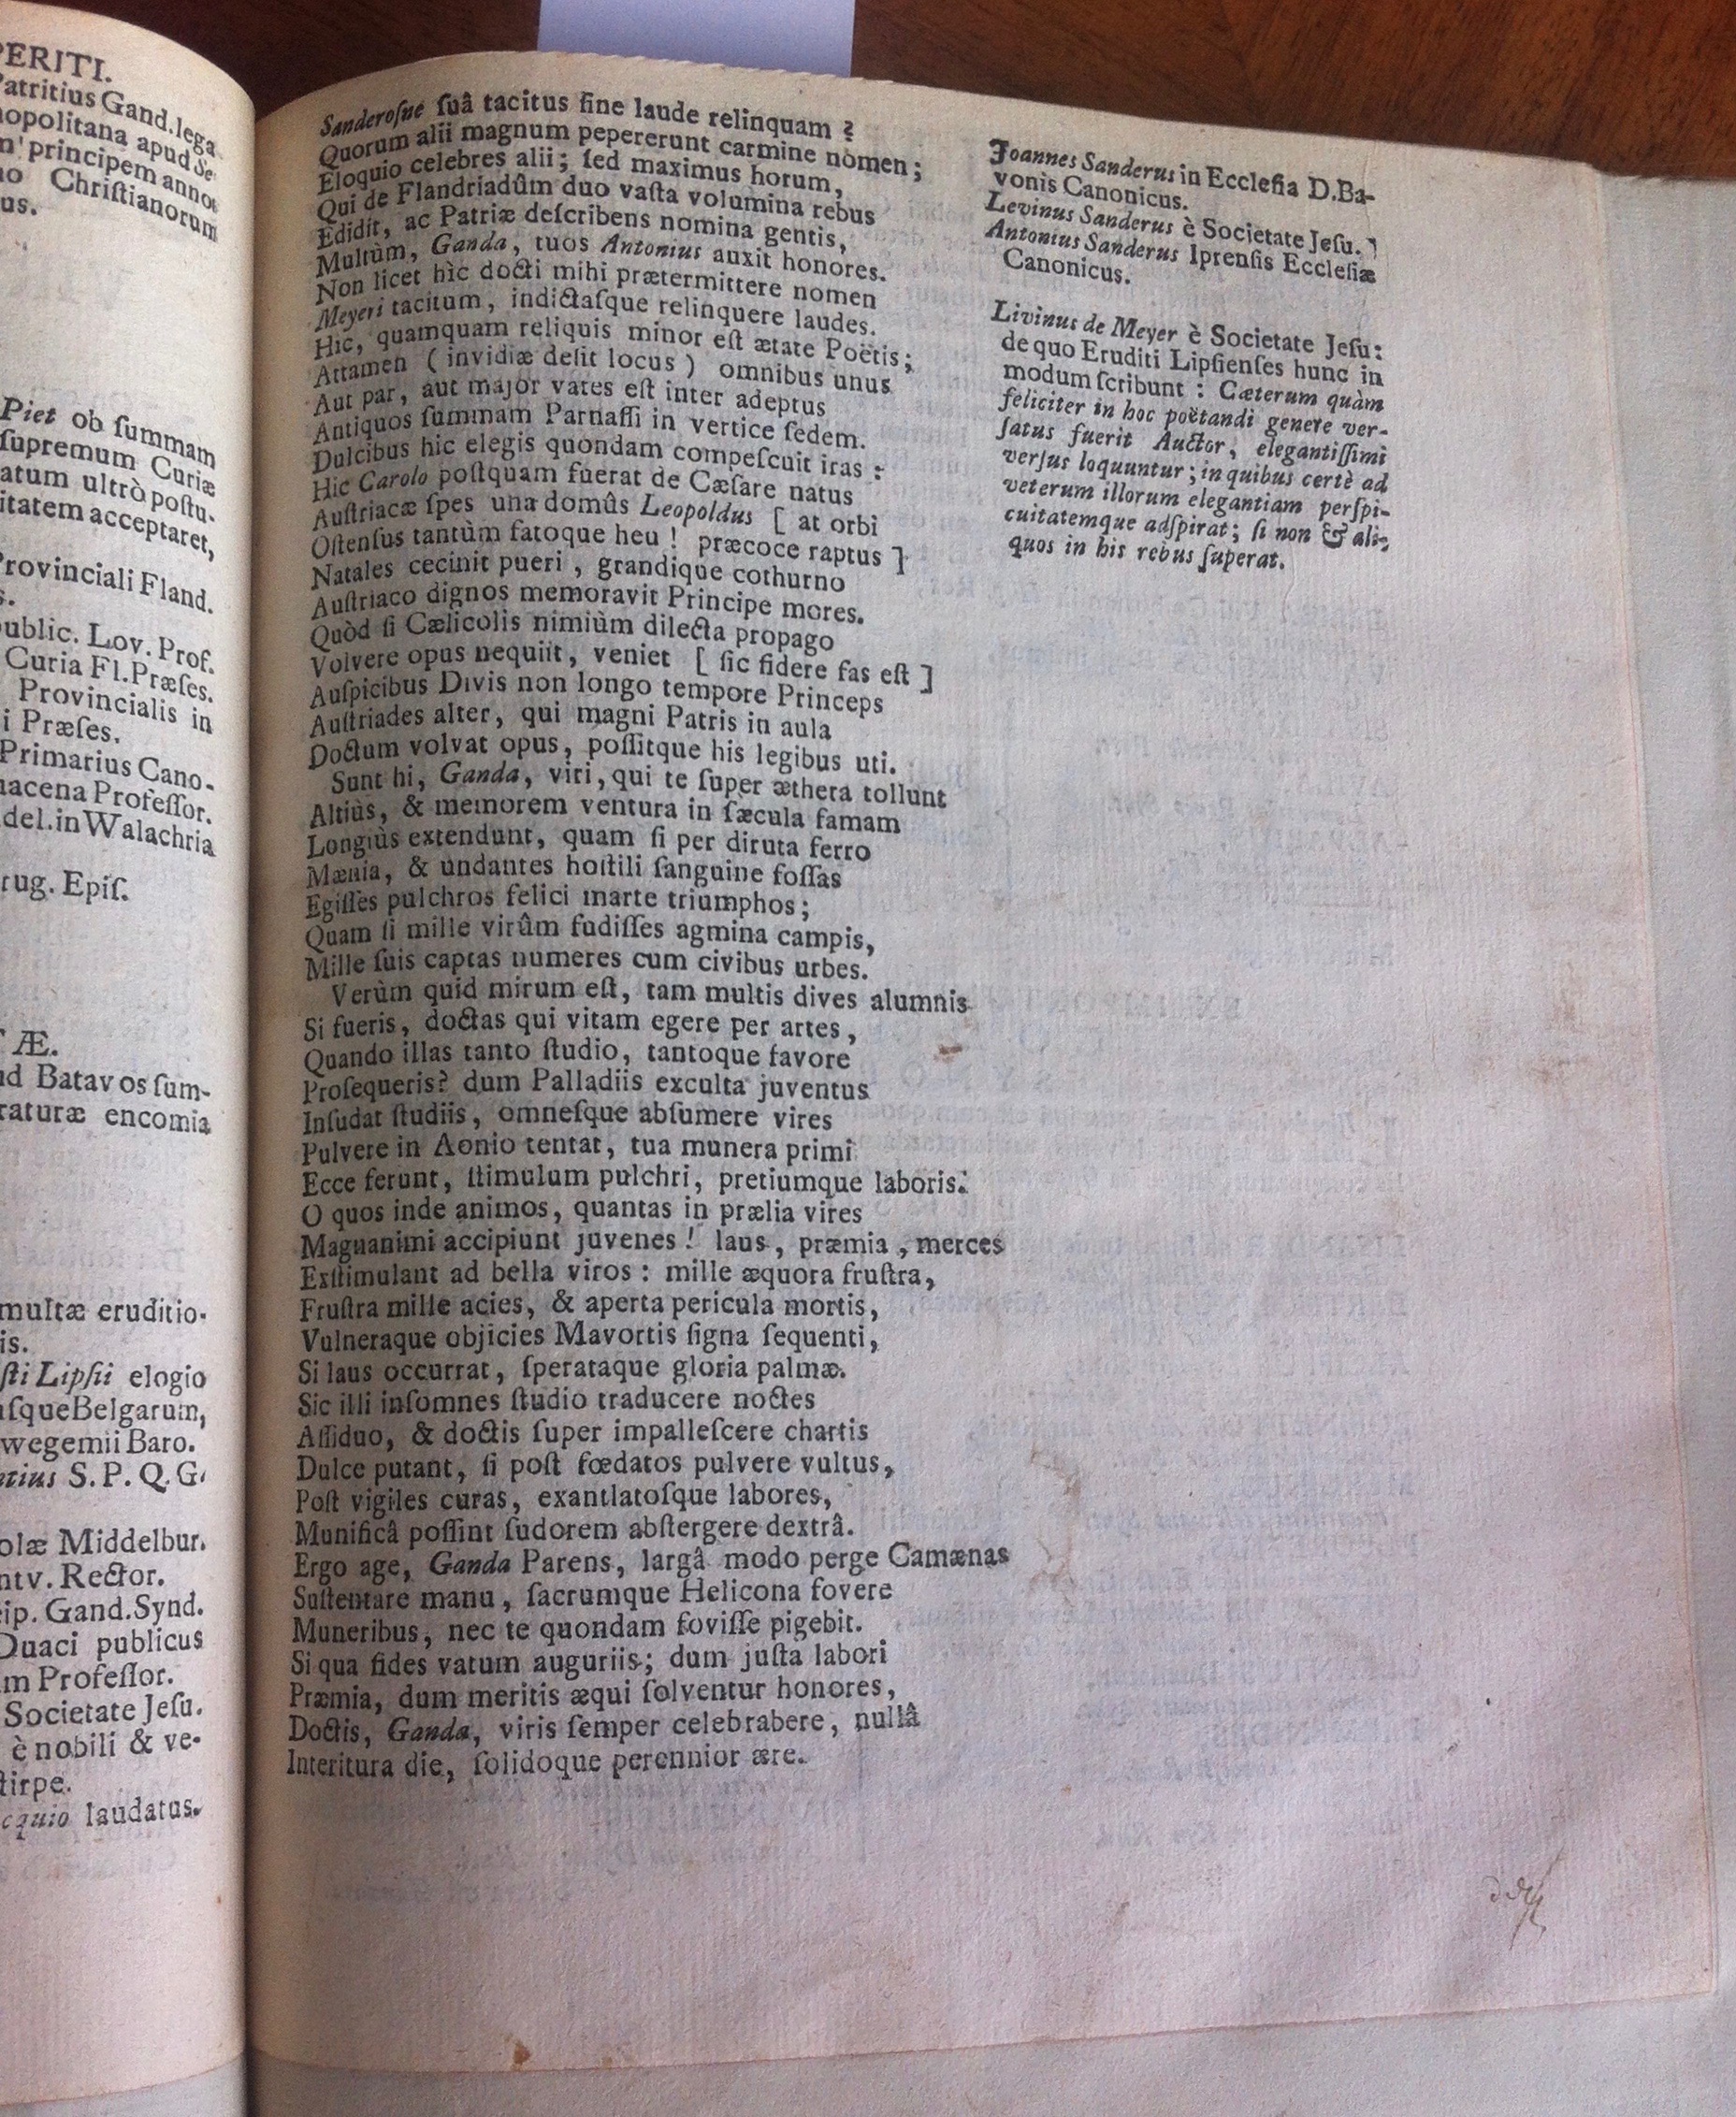 PERITI.
Patritius Gand. lega
nopolitana apud Se
principem annos
Chriſtianorum
us.
Piet ob ſummam
ſupremum Curiæ
atum ultrò poſtu-
itatem acceptaret,
Provinciali Fland.
s.
public. Lov. Prof.
Curia Fl. Præſes.
Provincialis in
i Præſes.
Primarius Cano-
nacena Profeſſor.
del. in Walachria
rug. Epiſ.
Æ.
ud Batavos ſum-
raturæ encomia
multæ eruditio-
is.
ſti Lipſii elogio
uſque Belgarum,
wegemii Baro.
etius S. P. Q. G.
olæ Middelbur.
ntv. Rector.
eip. Gand. Synd.
Duaci publicus
m Profeſſor.
Societate Jeſu.
è nobili & ve-
ſtirpe.
cquio laudatus.
Sanderoſve ſuâ tacitus ſine laude relinquam ?
Quorum alii magnum pepererunt carmine nomen ;
Eloquio celebres alii ; ſed maximus horum,
Qui de Flandriadûm duo vaſta volumina rebus
Edidit, ac Patriæ deſcribens nomina gentis,
Multùm, Ganda, tuos Antonius auxit honores.
Non licet hìc docti mihi prætermittere nomen
Meyeri tacitum, indictaſque relinquere laudes.
Hic, quamquam reliquis minor eſt ætate Poëtis ;
Attamen ( invidiæ deſit locus ) omnibus unus
Aut par, aut major vates eſt inter adeptus
Antiquos ſummam Parnaſſi in vertice ſedem.
Dulcibus hic elegis quondam compeſcuit iras :
Hic Carolo poſtquam fuerat de Cæſare natus
Auſtriacæ ſpes una domûs Leopoldus [ at orbi
Oſtenſus tantùm fatoque heu ! præcoce raptus ]
Natales cecinit pueri , grandique cothurno
Auſtriaco dignos memoravit Principe mores.
Quòd ſi Cælicolis nimiùm dilecta propago
Volvere opus nequiit, veniet [ ſic fidere fas eſt ]
Auſpicibus Divis non longo tempore Princeps
Auſtriades alter, qui magni Patris in aula
Doctum volvat opus, poſſitque his legibus uti.
Sunt hi, Ganda, viri, qui te ſuper æthera tollunt
Altiùs, & memorem ventura in ſæcula famam
Longiùs extendunt, quam ſi per diruta ferro
Mænia, & undantes hoſtili ſanguine foſſas
Egiſſes pulchros felici marte triumphos ;
Quam ſi mille virûm fudiſſes agmina campis,
Mille ſuis captas numeres cum civibus urbes.
Verùm quid mirum eſt, tam multis dives alumnis
Si fueris, doctas qui vitam egere per artes,
Quando illas tanto ſtudio, tantoque favore
Proſequeris? dum Palladiis exculta juventus
Inſudat ſtudiis, omneſque abſumere vires
Pulvere in Aonio tentat, tua munera primi
Ecce ferunt, ſtimulum pulchri, pretiumque laboris.
O quos inde animos, quantas in prælia vires
Magnanimi accipiunt juvenes ! laus, præmia , merces
Exſtimulant ad bella viros : mille æquora fruſtra,
Fruſtra mille acies, & aperta pericula mortis,
Vulneraque objicies Mavortis ſigna ſequenti,
Si laus occurrat, ſperataque gloria palmæ.
Sic illi inſomnes ſtudio traducere noctes
Aſſiduo, & doctis ſuper impalleſcere chartis
Dulce putant, ſi poſt fœdatos pulvere vultus,
Poſt vigiles curas, exantlatoſque labores,
Munificâ poſſint ſudorem abſtergere dextrâ.
Ergo age, Ganda Parens, largâ modo perge Camænas
Suſtentare manu, ſacrumque Helicona fovere
Muneribus, nec te quondam foviſſe pigebit.
Si qua fides vatum auguriis ; dum juſta labori
Præmia, dum meritis æqui ſolventur honores,
Doctis, Ganda, viris ſemper celebrabere, nullâ
Interitura die, ſolidoque perennior ære.
Joannes Sanderus in Eccleſia D. Ba-
vonis Canonicus.
Levinus Sanderus è Societate Jeſu.
Antonius Sanderus Iprenſis Eccleſiæ
Canonicus.
Livinus de Meyer è Societate Jeſu :
de quo Eruditi Lipſienſes hunc in
modum ſcribunt : Cæterum quàm
feliciter in hoc poëtandi genere ver-
ſatus fuerit Auctor, elegantiſſimi
verſus loquuntur ; in quibus certè ad
veterum illorum elegantiam perſpi-
cuitatemque adſpirat ; ſi non & ali-
quos in his rebus ſuperat.